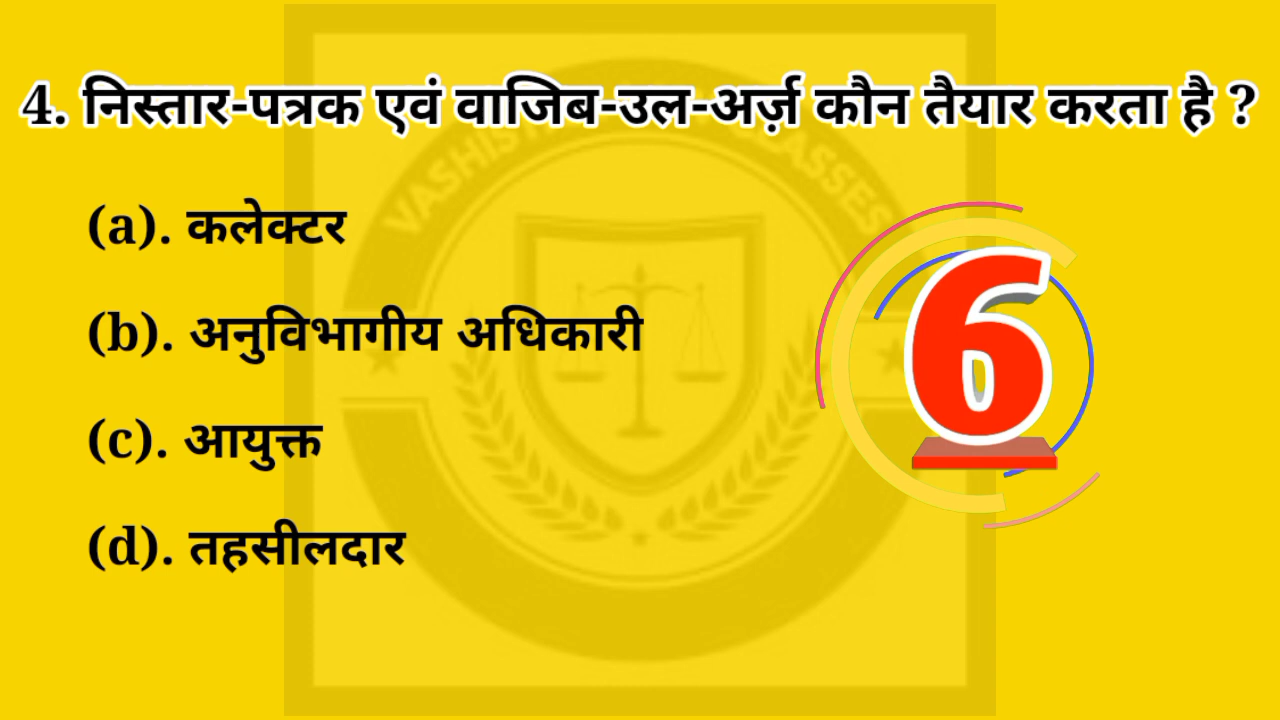 4. निस्तार-पत्रक एवं वाजिब-उल-अर्ज़ कौन तैयार करता है ?
(a). कलेक्टर
(b). अनुविभागीय अधिकारी
(c). आयुक्त
(d). तहसीलदार
6